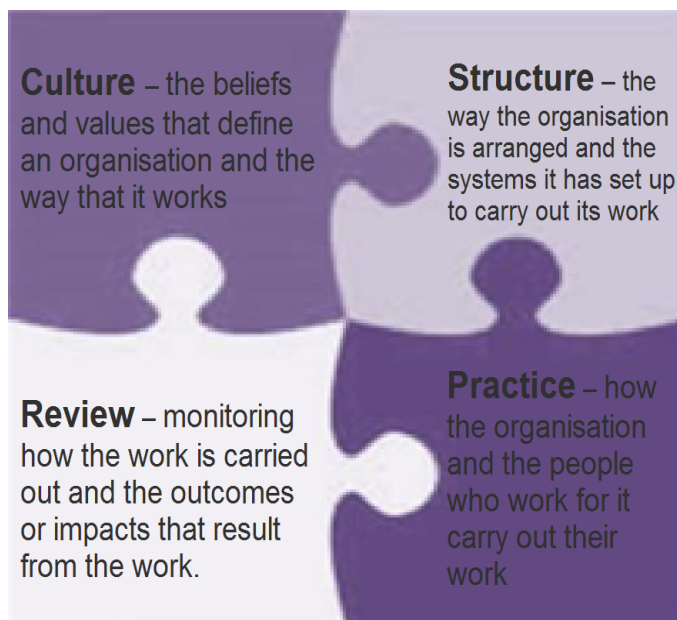 Culture – the beliefs
and values that define
an organisation and the
way that it works
Structure – the
way the organisation
is arranged and the
systems it has set up
to carry out its work
Review – monitoring
how the work is carried
out and the outcomes
or impacts that result
from the work.
Practice – how
the organisation
and the people
who work for it
carry out their
work